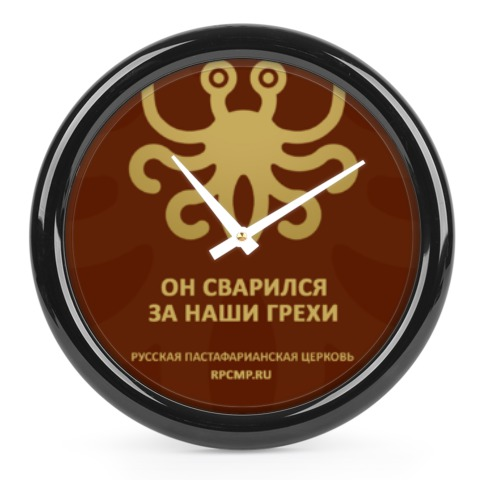 ОН СВАРИЛСЯ
ЗА НАШИ ГРЕХИ
РУССКАЯ ПАСТАФАРИАНСКАЯ ЦЕРКОВЬ
RPCMP.RU